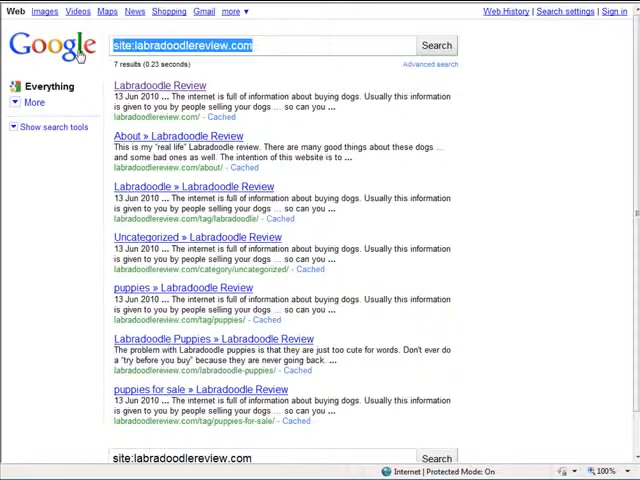 Web Images Videos Maps News Shopping Gmail more ▼ Web History | Search settings | Sign in
Google site:labradoodlereview.com Search
7 results (0.23 seconds) Advanced search
Everything
More
Show search tools
Labradoodle Review
13 Jun 2010 ... The internet is full of information about buying dogs. Usually this information
is given to you by people selling your dogs ... so can you ...
labradoodlereview.com/ - Cached
About » Labradoodle Review
This is my "real life" Labradoodle review. There are many good things about these dogs ...
and some bad ones as well. The intention of this website is to ...
labradoodlereview.com/about/ - Cached
Labradoodle » Labradoodle Review
13 Jun 2010 ... The internet is full of information about buying dogs. Usually this information
is given to you by people selling your dogs ... so can you ...
labradoodlereview.com/tag/labradoodle/ - Cached
Uncategorized » Labradoodle Review
13 Jun 2010 ... The internet is full of information about buying dogs. Usually this information
is given to you by people selling your dogs ... so can you ...
labradoodlereview.com/category/uncategorized/ - Cached
puppies » Labradoodle Review
13 Jun 2010 ... The internet is full of information about buying dogs. Usually this information
is given to you by people selling your dogs ... so can you ...
labradoodlereview.com/tag/puppies/ - Cached
Labradoodle Puppies » Labradoodle Review
The problem with Labradoodle puppies is that they are just too cute for words. Don't ever do
a "try before you buy" because they are never going back. ...
labradoodlereview.com/labradoodle-puppies/ - Cached
puppies for sale » Labradoodle Review
13 Jun 2010 ... The internet is full of information about buying dogs. Usually this information
is given to you by people selling your dogs ... so can you ...
labradoodlereview.com/tag/puppies-for-sale/ - Cached
site:labradoodlereview.com Search
Internet | Protected Mode: On 100%